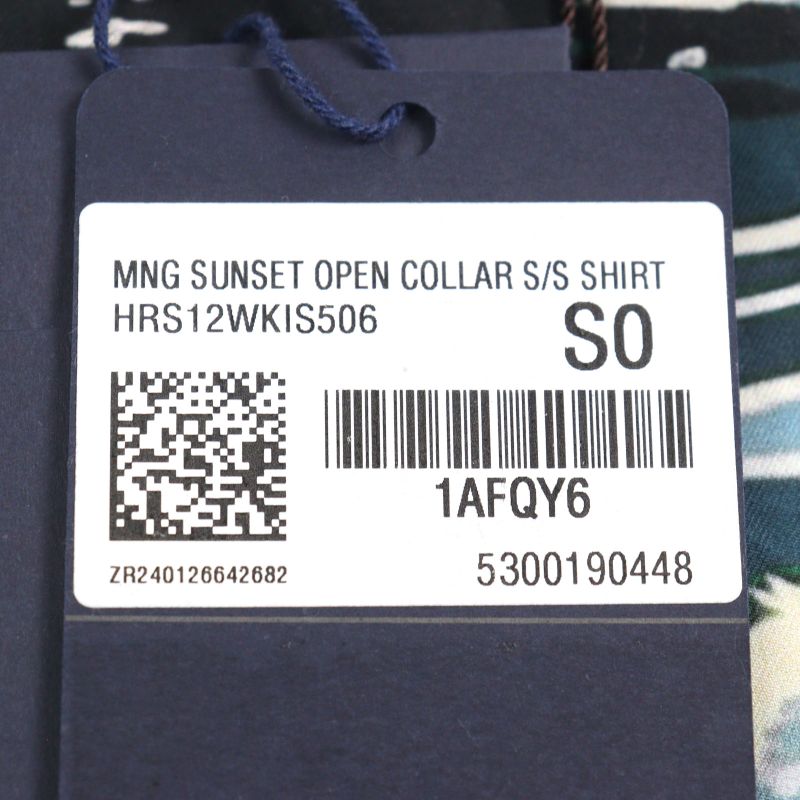 MNG SUNSET OPEN COLLAR S/S SHIRT
HRS12WKIS506
S0
1AFQY6
ZR240126642682
5300190448